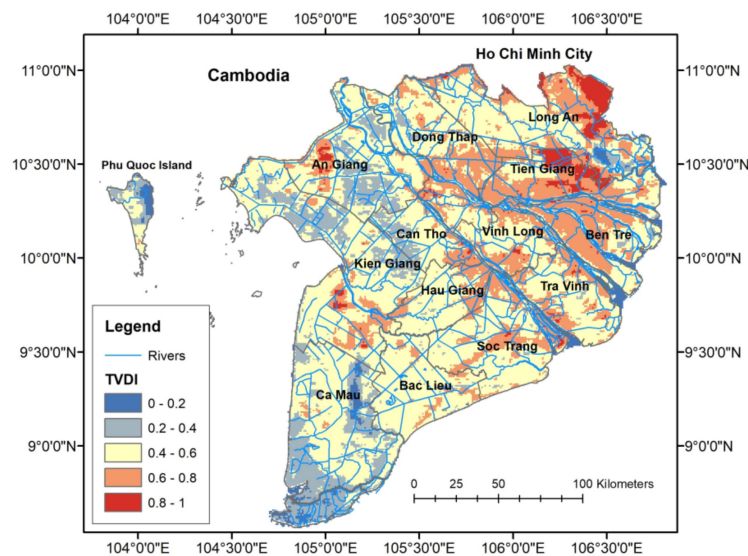 104°0'0"E 104°30'0"E 105°0'0"E 105°30'0"E 106°0'0"E 106°30'0"E
Ho Chi Minh City
11°0'0"N 11°0'0"N
Cambodia
Long An
Dong Thap
10°30'0"N 10°30'0"N
Phu Quoc Island
An Giang
Tien Giang
Can Tho
Vinh Long
Ben Tre
10°0'0"N 10°0'0"N
Kien Giang
Hau Giang
Tra Vinh
Legend
Rivers
9°30'0"N 9°30'0"N
Soc Trang
TVDI
Ca Mau
Bac Lieu
0 - 0.2
0.2 - 0.4
0.4 - 0.6
0.6 - 0.8
0.8 - 1
9°0'0"N 9°0'0"N
0 25 50 100 Kilometers
104°0'0"E 104°30'0"E 105°0'0"E 105°30'0"E 106°0'0"E 106°30'0"E